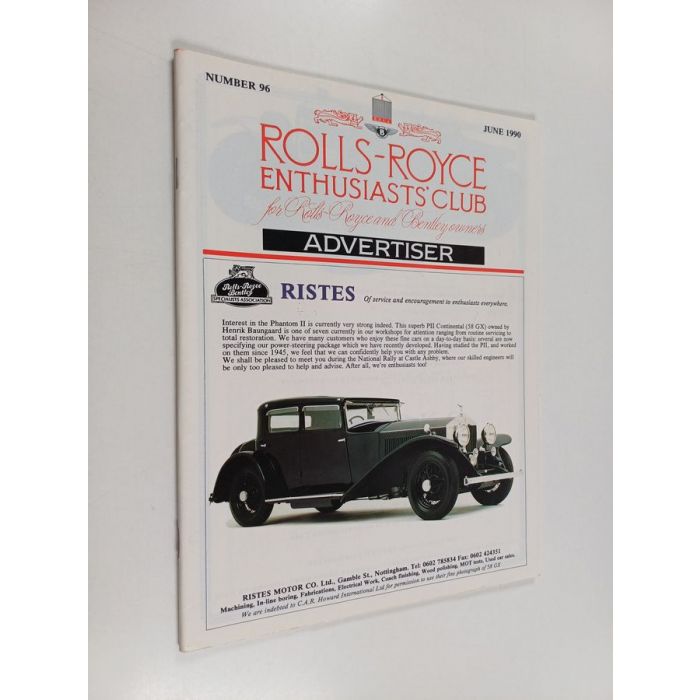 NUMBER 96
JUNE 1990
ROLLS-ROYCE
ENTHUSIASTS' CLUB
for Rolls-Royce and Bentley owners
ADVERTISER
Rolls-Royce
Bentley
SPECIALISTS ASSOCIATION
RISTES
Of service and encouragement to enthusiasts everywhere.
Interest in the Phantom II is currently very strong indeed. This superb PII Continental (58 GX) owned by
Henrik Baungaard is one of seven currently in our workshops for attention ranging from routine servicing to
total restoration. We have many customers who enjoy these fine cars on a day-to-day basis: several are now
specifying our power-steering package which we have recently developed. Having studied the PII, and worked
on them since 1945, we feel that we can confidently help you with any problem.
We shall be pleased to meet you during the National Rally at Castle Ashby, where our skilled engineers will
be only too pleased to help and advise. After all, we're enthusiasts too!
RISTES MOTOR CO. Ltd., Gamble St., Nottingham. Tel: 0602 785834 Fax: 0602 424351
Machining, In-line boring, Fabrications, Electrical Work, Coach finishing, Wood polishing, MOT tests, Used car sales.
We are indebted to C.A.R. Howard International Ltd for permission to use their fine photograph of 58 GX